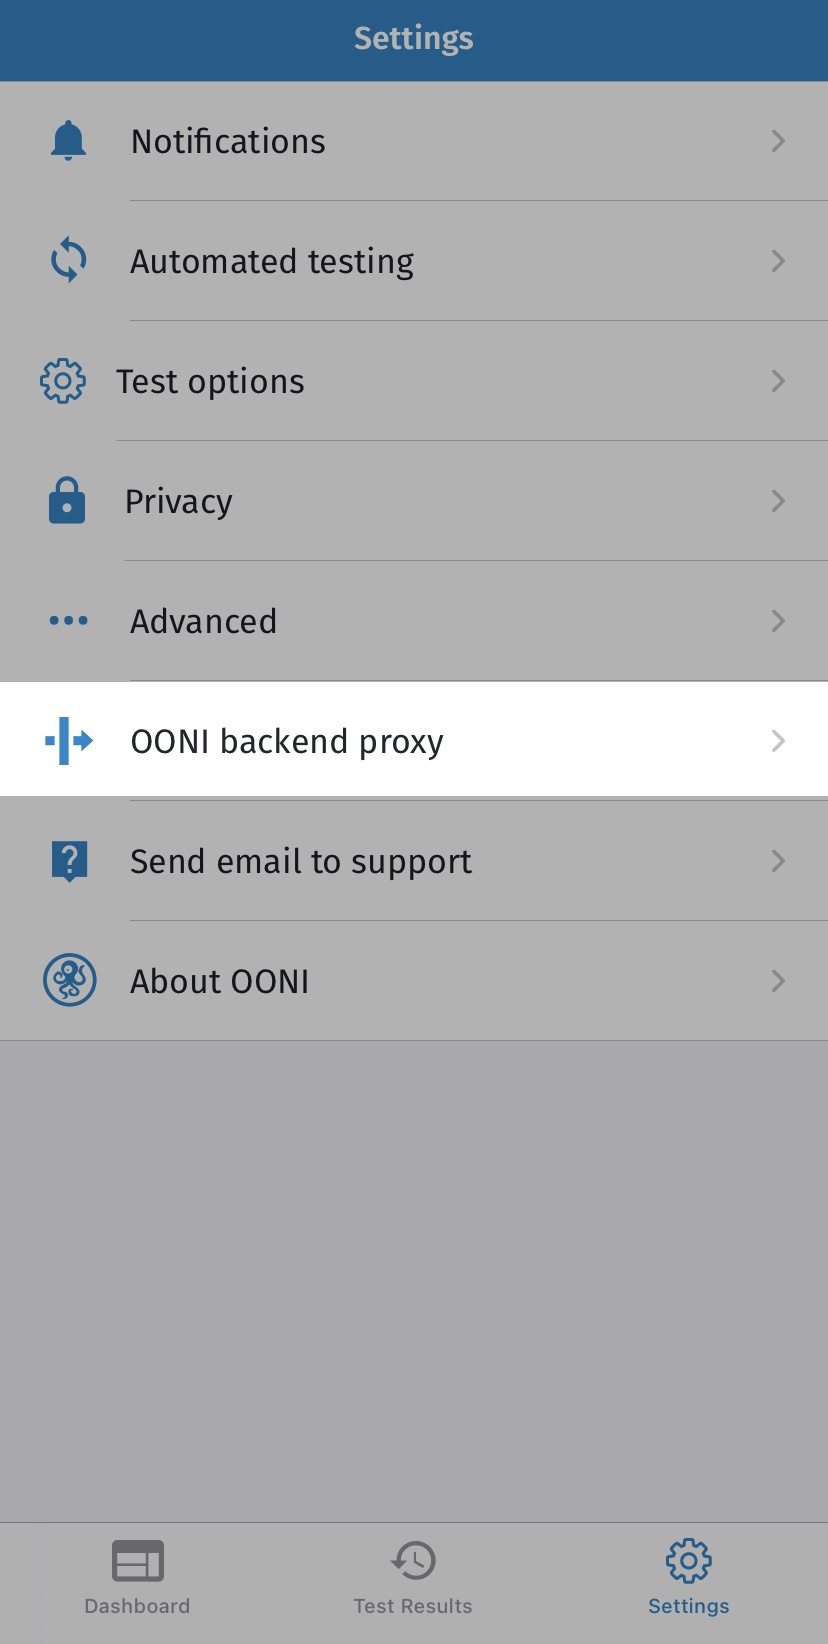 Settings
Notifications
Automated testing
Test options
Privacy
Advanced
OONI backend proxy
Send email to support
About OONI
Dashboard
Test Results
Settings